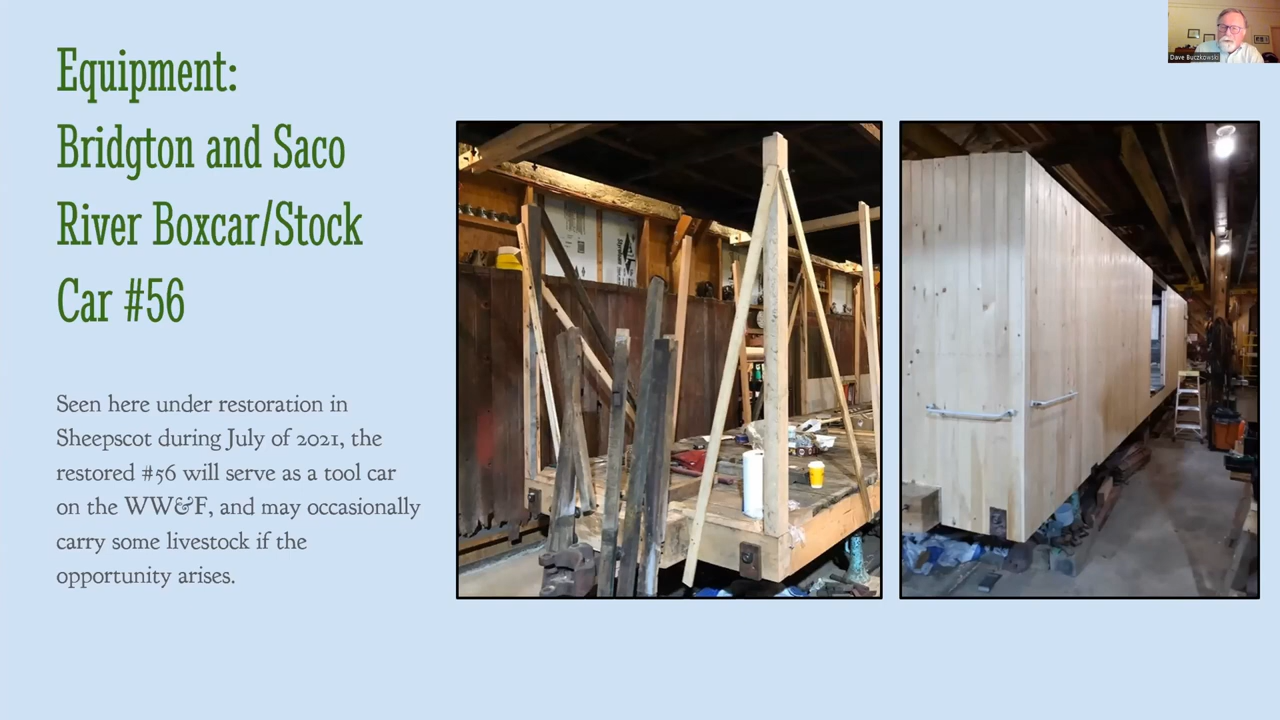 Equipment:
Bridgton and Saco
River Boxcar/Stock
Car #56
Seen here under restoration in
Sheepscot during July of 2021, the
restored #56 will serve as a tool car
on the WW&F, and may occasionally
carry some livestock if the
opportunity arises.
Dave Buczkowski